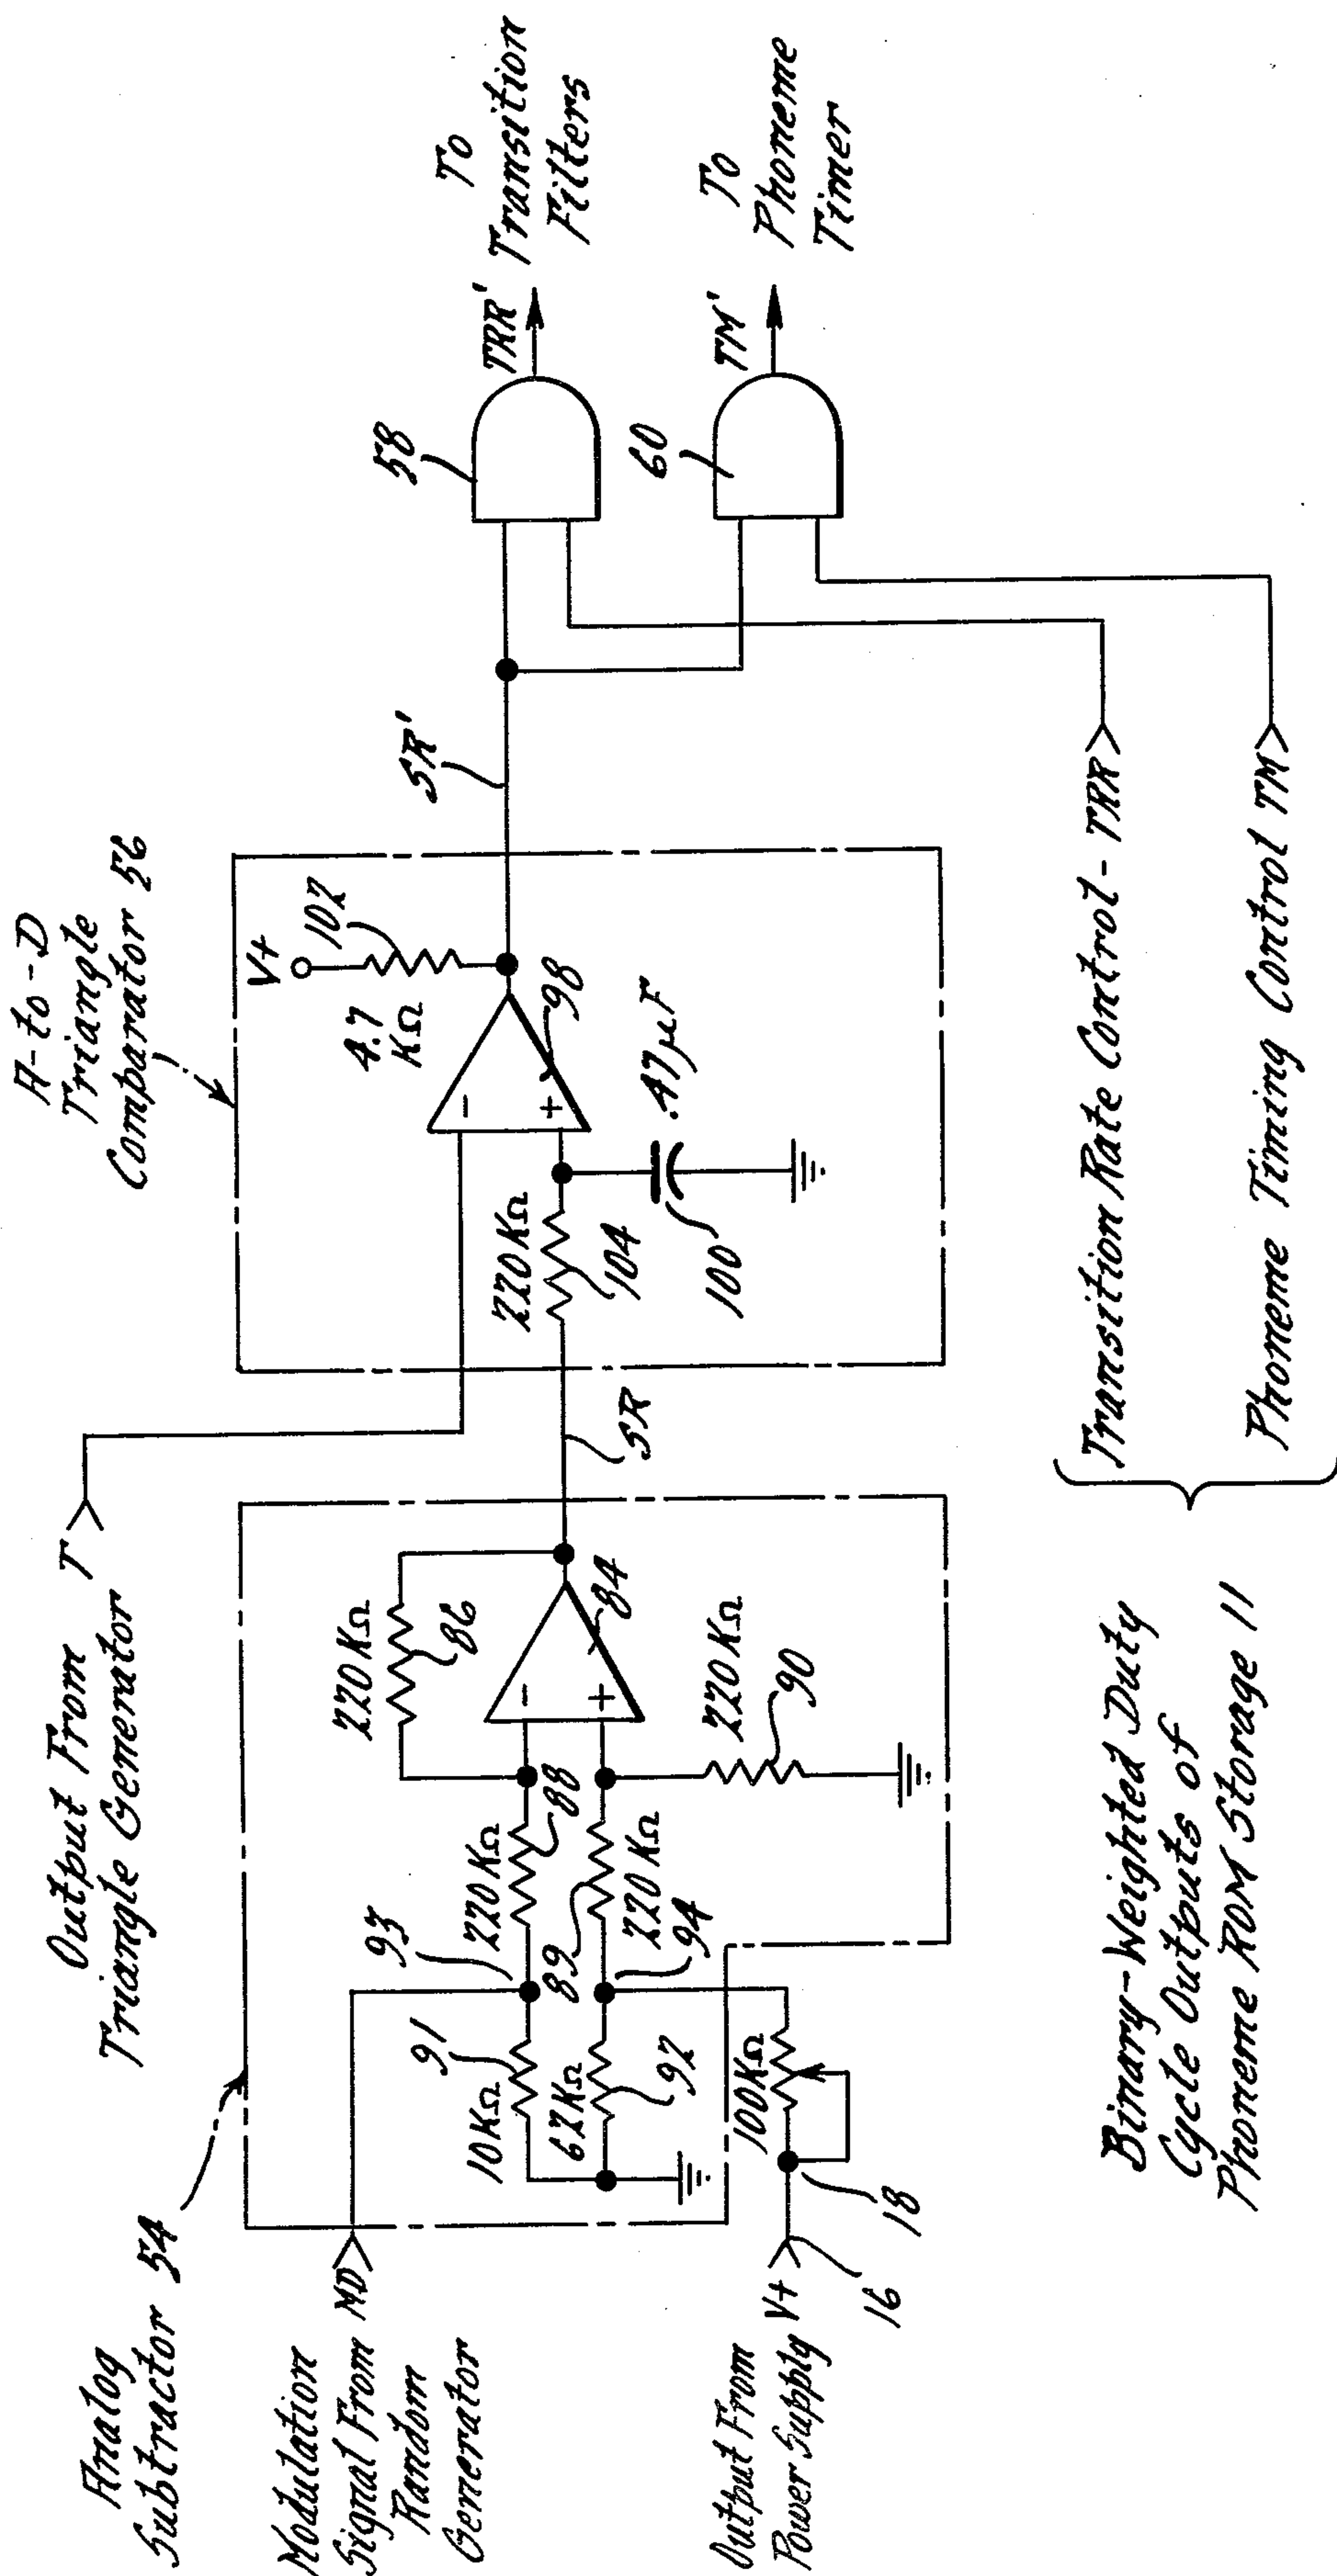 Analog
Subtractor 54
Modulation
Signal From MD
Random
Generator
Output From
Power Supply V+
16
18
100KΩ
10KΩ
91
62KΩ
92
93
94
220KΩ
88
89
220KΩ
220KΩ
86
84
-
+
220KΩ
90
SR
Output From
Triangle Generator T
A-to-D
Triangle
Comparator 56
220KΩ
104
100
.47µF
-
+
98
4.7
KΩ
V+
102
SR'
58
60
TRR'
TM'
To
Transition
Filters
To
Phoneme
Timer
Binary-Weighted Duty
Cycle Outputs of
Phoneme ROM Storage 11
Transition Rate Control-TRR
Phoneme Timing Control TM